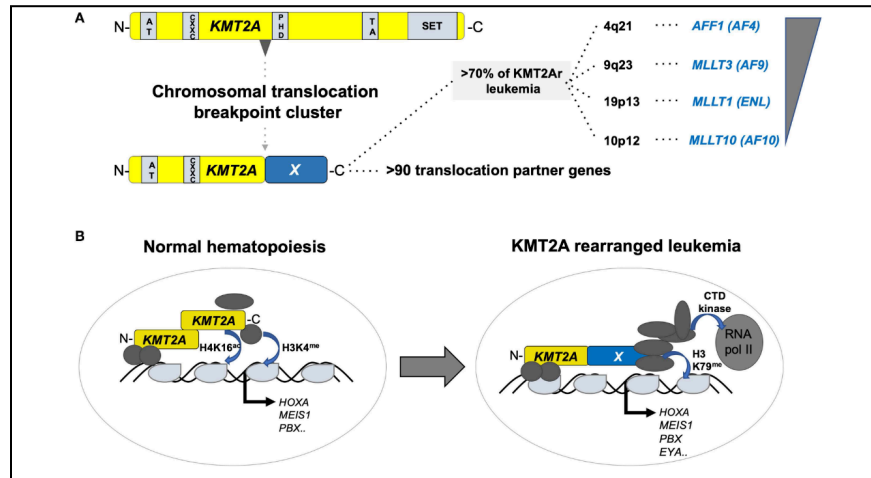 A
N-
AT
CXXC
KMT2A
PHD
TA
SET
-C
Chromosomal translocation
breakpoint cluster
>70% of KMT2Ar
leukemia
4q21
AFF1 (AF4)
9q23
MLLT3 (AF9)
19p13
MLLT1 (ENL)
10p12
MLLT10 (AF10)
N-
AT
CXXC
KMT2A
X
-C
>90 translocation partner genes
B
Normal hematopoiesis
KMT2A
-C
N-
KMT2A
H4K16ac
H3K4me
HOXA
MEIS1
PBX..
KMT2A rearranged leukemia
CTD
kinase
RNA
pol II
N-
KMT2A
X
H3
K79me
HOXA
MEIS1
PBX
EYA..